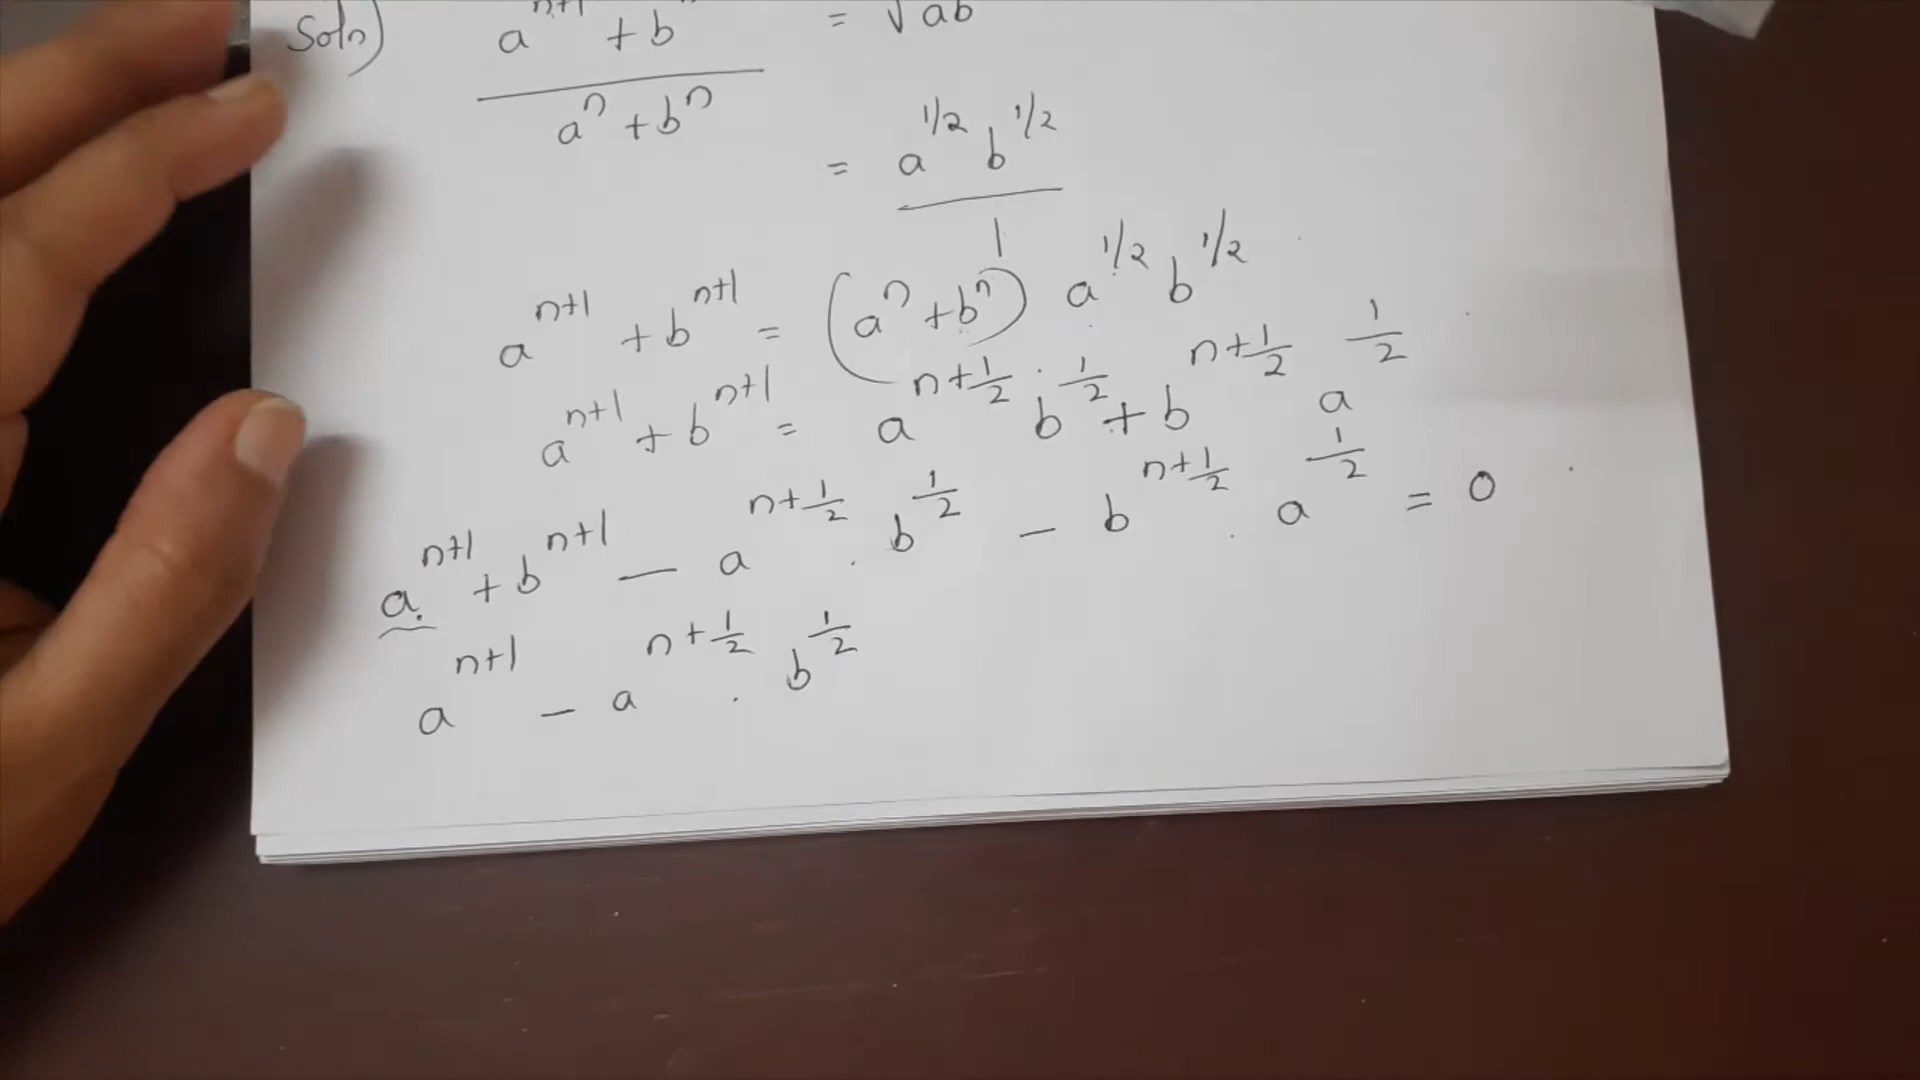 Soln) a^{n+1} + b = √ab
a^n + b^n
= a^{1/2} b^{1/2}
1
a^{n+1} + b^{n+1} = (a^n + b^n) a^{1/2} b^{1/2}
a^{n+1} + b^{n+1} = a^{n+1/2} · b^{1/2} + b^{n+1/2} a^{1/2}
a^{n+1} + b^{n+1} — a^{n+1/2} . b^{1/2} — b^{n+1/2} . a^{1/2} = 0
a^{n+1} — a^{n+1/2} . b^{1/2}